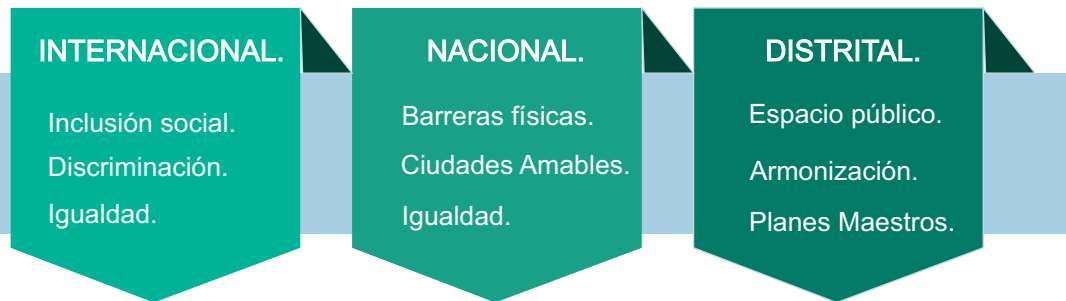 INTERNACIONAL.
Inclusión social.
Discriminación.
Igualdad.
NACIONAL.
Barreras físicas.
Ciudades Amables.
Igualdad.
DISTRITAL.
Espacio público.
Armonización.
Planes Maestros.